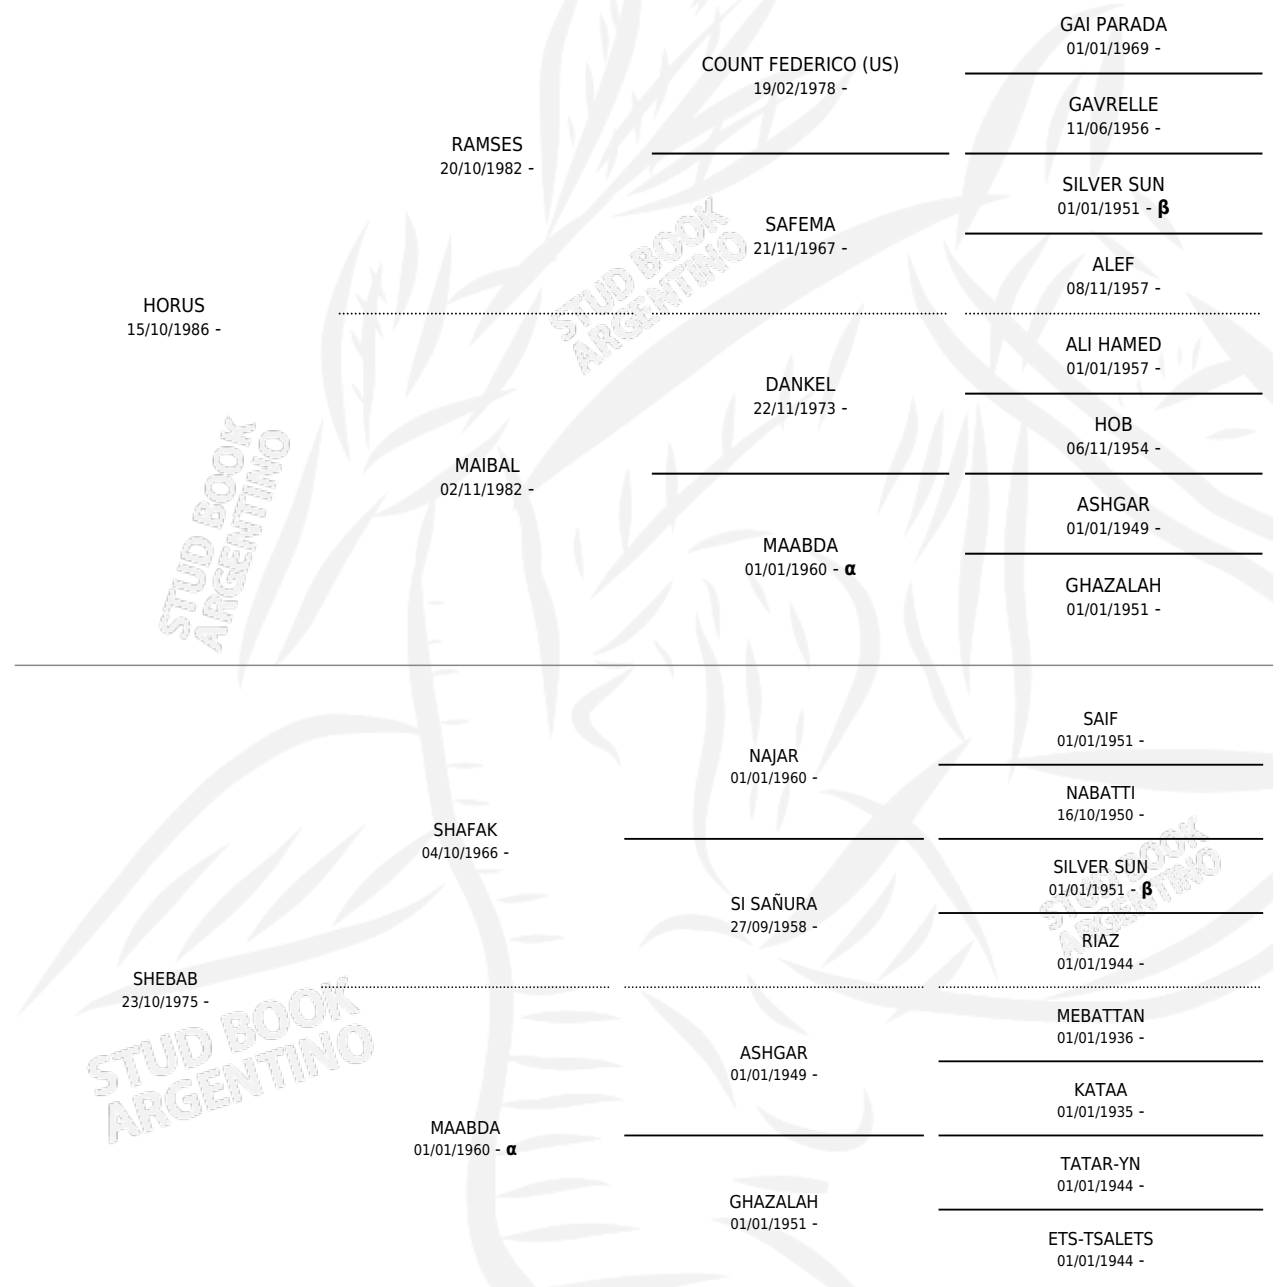 GAI PARADA
01/01/1969 -
COUNT FEDERICO (US)
19/02/1978 -
GAVRELLE
11/06/1956 -
RAMSES
20/10/1982 -
SILVER SUN
01/01/1951 - β
SAFEMA
21/11/1967 -
ALEF
08/11/1957 -
HORUS
15/10/1986 -
ALI HAMED
01/01/1957 -
DANKEL
22/11/1973 -
HOB
06/11/1954 -
MAIBAL
02/11/1982 -
ASHGAR
01/01/1949 -
MAABDA
01/01/1960 - α
GHAZALAH
01/01/1951 -
STUD BOOK
ARGENTINO
STUD BOOK
ARGENTINO
SAIF
01/01/1951 -
NAJAR
01/01/1960 -
NABATTI
16/10/1950 -
SHAFAK
04/10/1966 -
SILVER SUN
01/01/1951 - β
SI SAÑURA
27/09/1958 -
RIAZ
01/01/1944 -
SHEBAB
23/10/1975 -
MEBATTAN
01/01/1936 -
ASHGAR
01/01/1949 -
KATAA
01/01/1935 -
MAABDA
01/01/1960 - α
TATAR-YN
01/01/1944 -
GHAZALAH
01/01/1951 -
ETS-TSALETS
01/01/1944 -
STUD BOOK
ARGENTINO
STUD BOOK
ARGENTINO